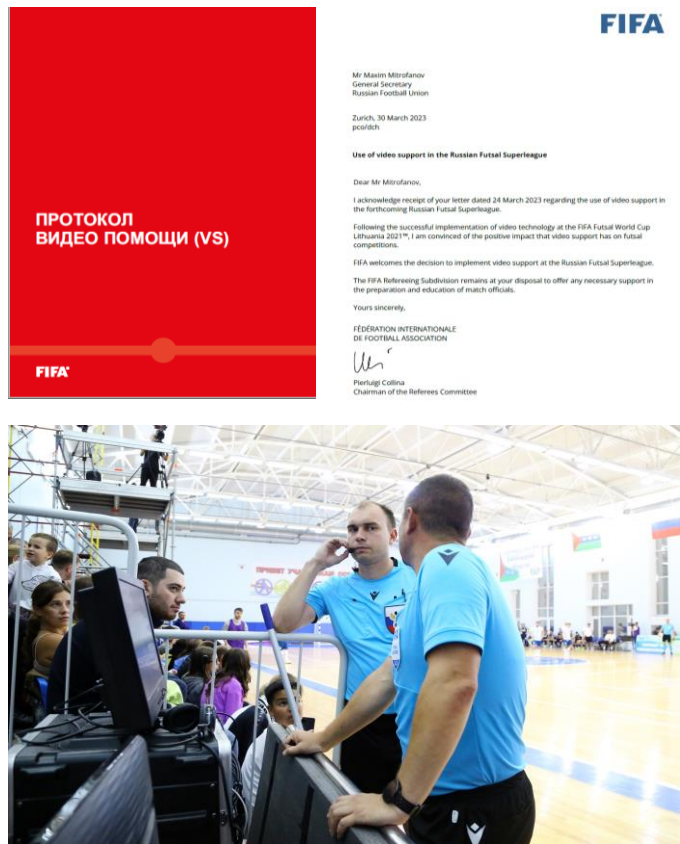 ПРОТОКОЛ
ВИДЕО ПОМОЩИ (VS)
FIFA
FIFA
Mr Maxim Mitrofanov
General Secretary
Russian Football Union
Zurich, 30 March 2023
pco/dch
Use of video support in the Russian Futsal Superleague
Dear Mr Mitrofanov,
I acknowledge receipt of your letter dated 24 March 2023 regarding the use of video support in
the forthcoming Russian Futsal Superleague.
Following the successful implementation of video technology at the FIFA Futsal World Cup
Lithuania 2021™, I am convinced of the positive impact that video support has on futsal
competitions.
FIFA welcomes the decision to implement video support at the Russian Futsal Superleague.
The FIFA Refereeing Subdivision remains at your disposal to offer any necessary support in
the preparation and education of match officials.
Yours sincerely,
FÉDÉRATION INTERNATIONALE
DE FOOTBALL ASSOCIATION
Pierluigi Collina
Chairman of the Referees Committee